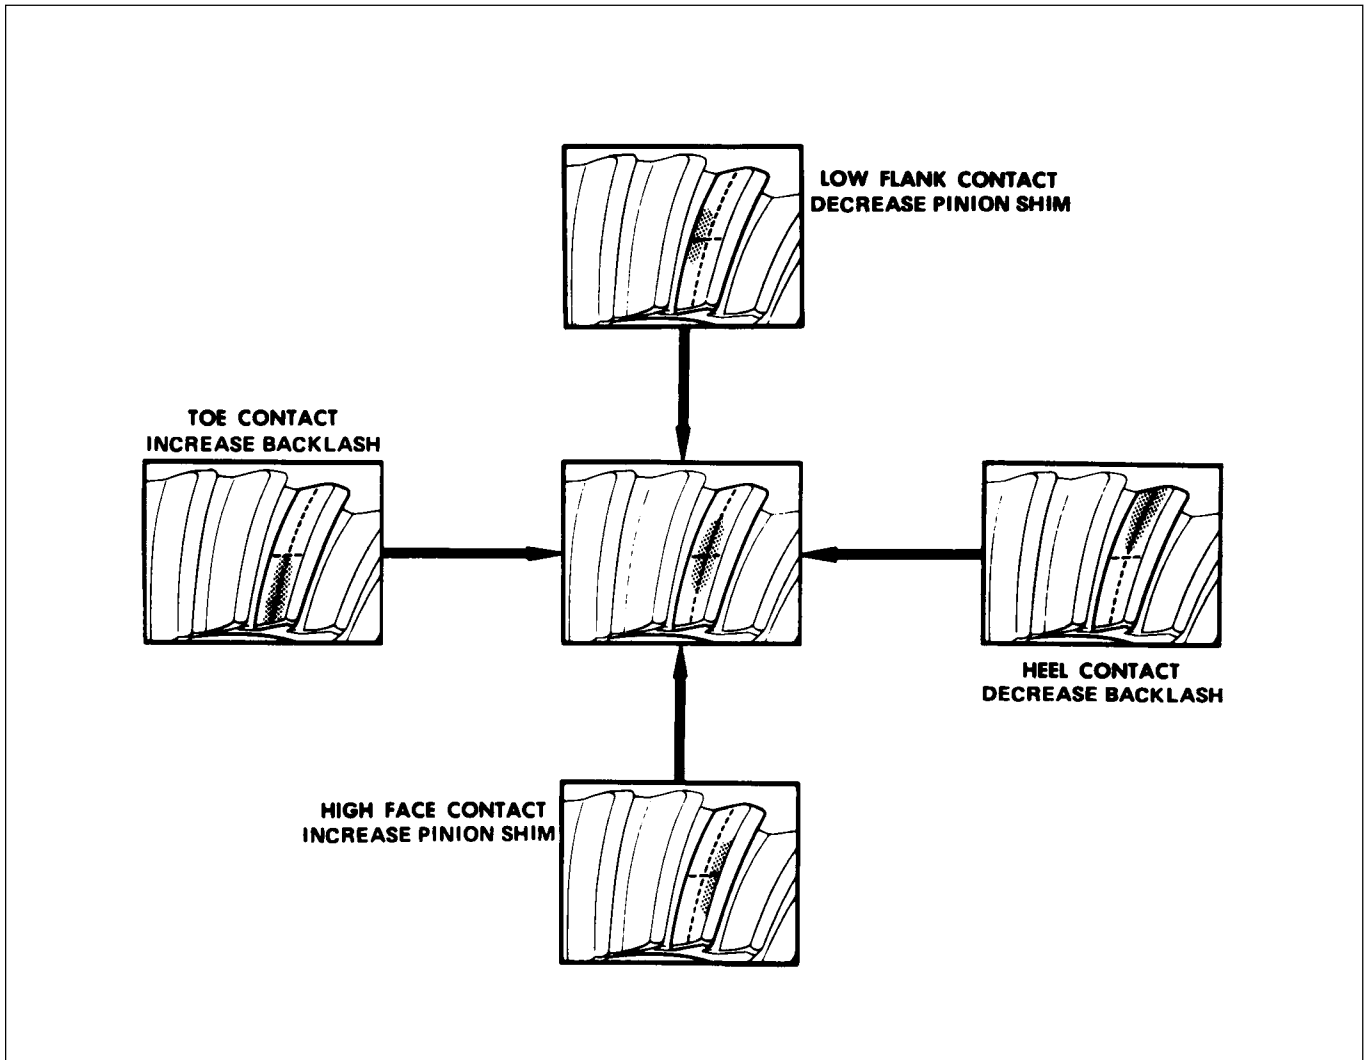 LOW FLANK CONTACT
DECREASE PINION SHIM
TOE CONTACT
INCREASE BACKLASH
HEEL CONTACT
DECREASE BACKLASH
HIGH FACE CONTACT
INCREASE PINION SHIM